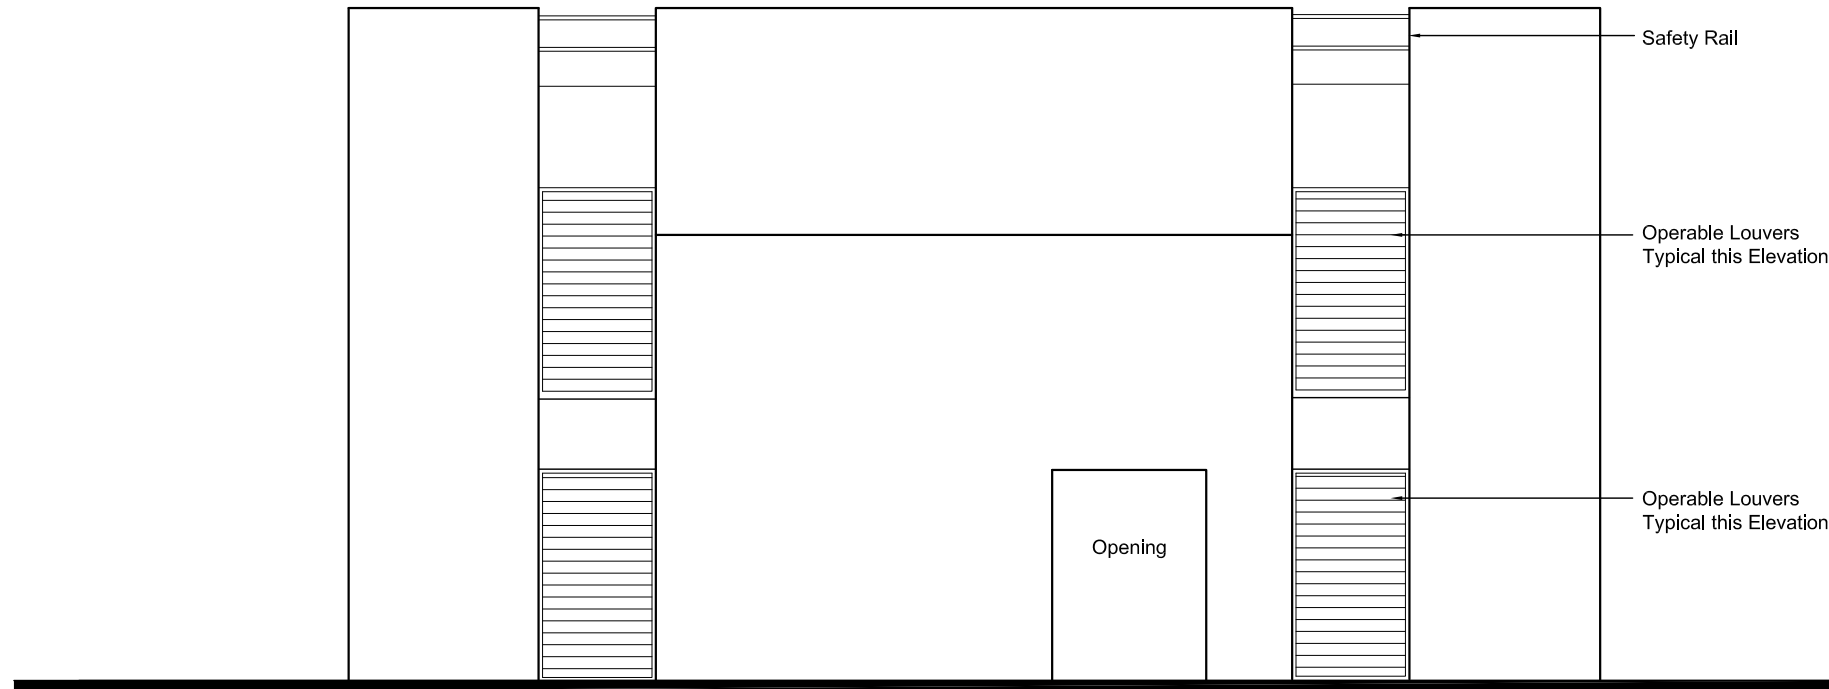 Safety Rail
Operable Louvers
Typical this Elevation
Operable Louvers
Typical this Elevation
Opening